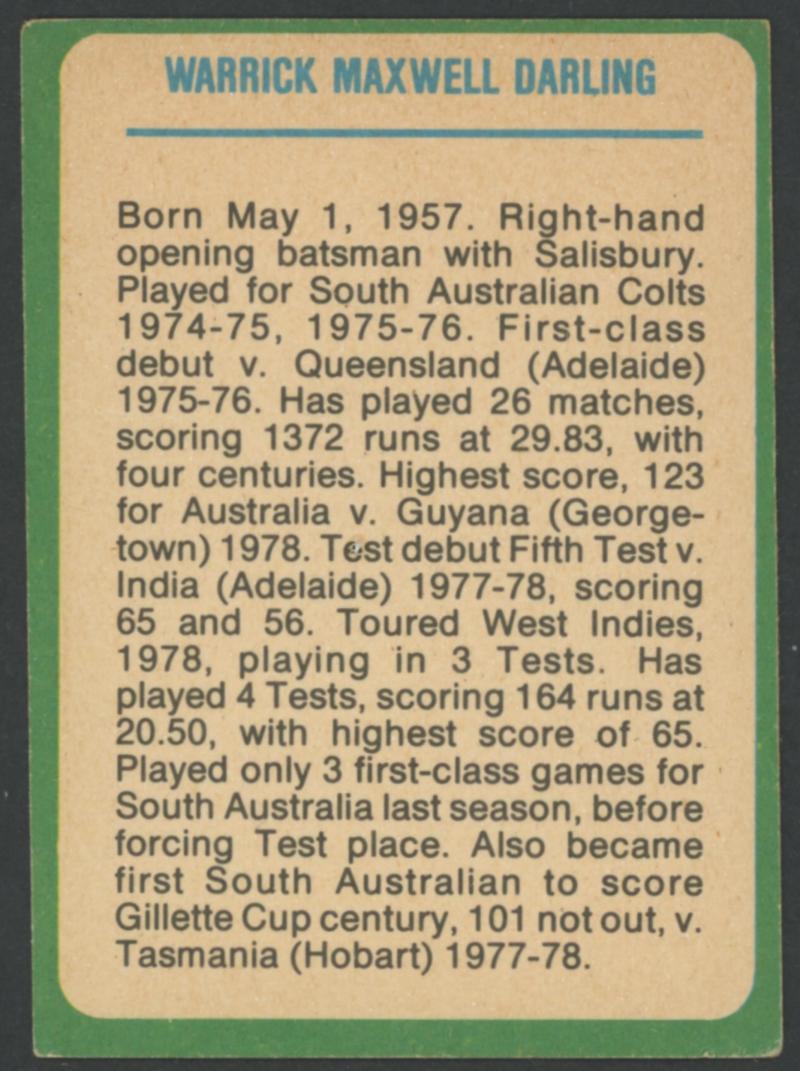 WARRICK MAXWELL DARLING
Born May 1, 1957. Right-hand
opening batsman with Salisbury.
Played for South Australian Colts
1974-75, 1975-76. First-class
debut v. Queensland (Adelaide)
1975-76. Has played 26 matches,
scoring 1372 runs at 29.83, with
four centuries. Highest score, 123
for Australia v. Guyana (George-
town) 1978. Test debut Fifth Test v.
India (Adelaide) 1977-78, scoring
65 and 56. Toured West Indies,
1978, playing in 3 Tests. Has
played 4 Tests, scoring 164 runs at
20.50, with highest score of 65.
Played only 3 first-class games for
South Australia last season, before
forcing Test place. Also became
first South Australian to score
Gillette Cup century, 101 not out, v.
Tasmania (Hobart) 1977-78.